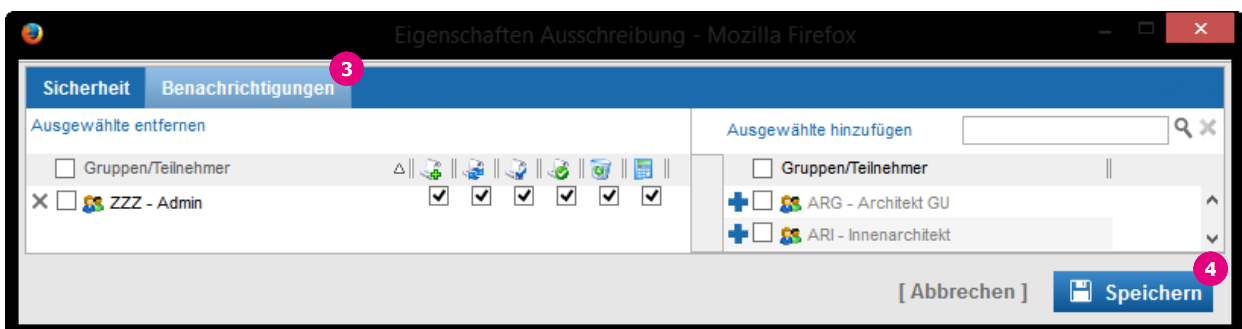 Eigenschaften Ausschreibung - Mozilla Firefox
3
Sicherheit Benachrichtigungen
Ausgewählte entfernen
Ausgewählte hinzufügen
Gruppen/Teilnehmer
Gruppen/Teilnehmer
ZZZ - Admin
ARG - Architekt GU
ARI - Innenarchitekt
4
[ Abbrechen ] Speichern